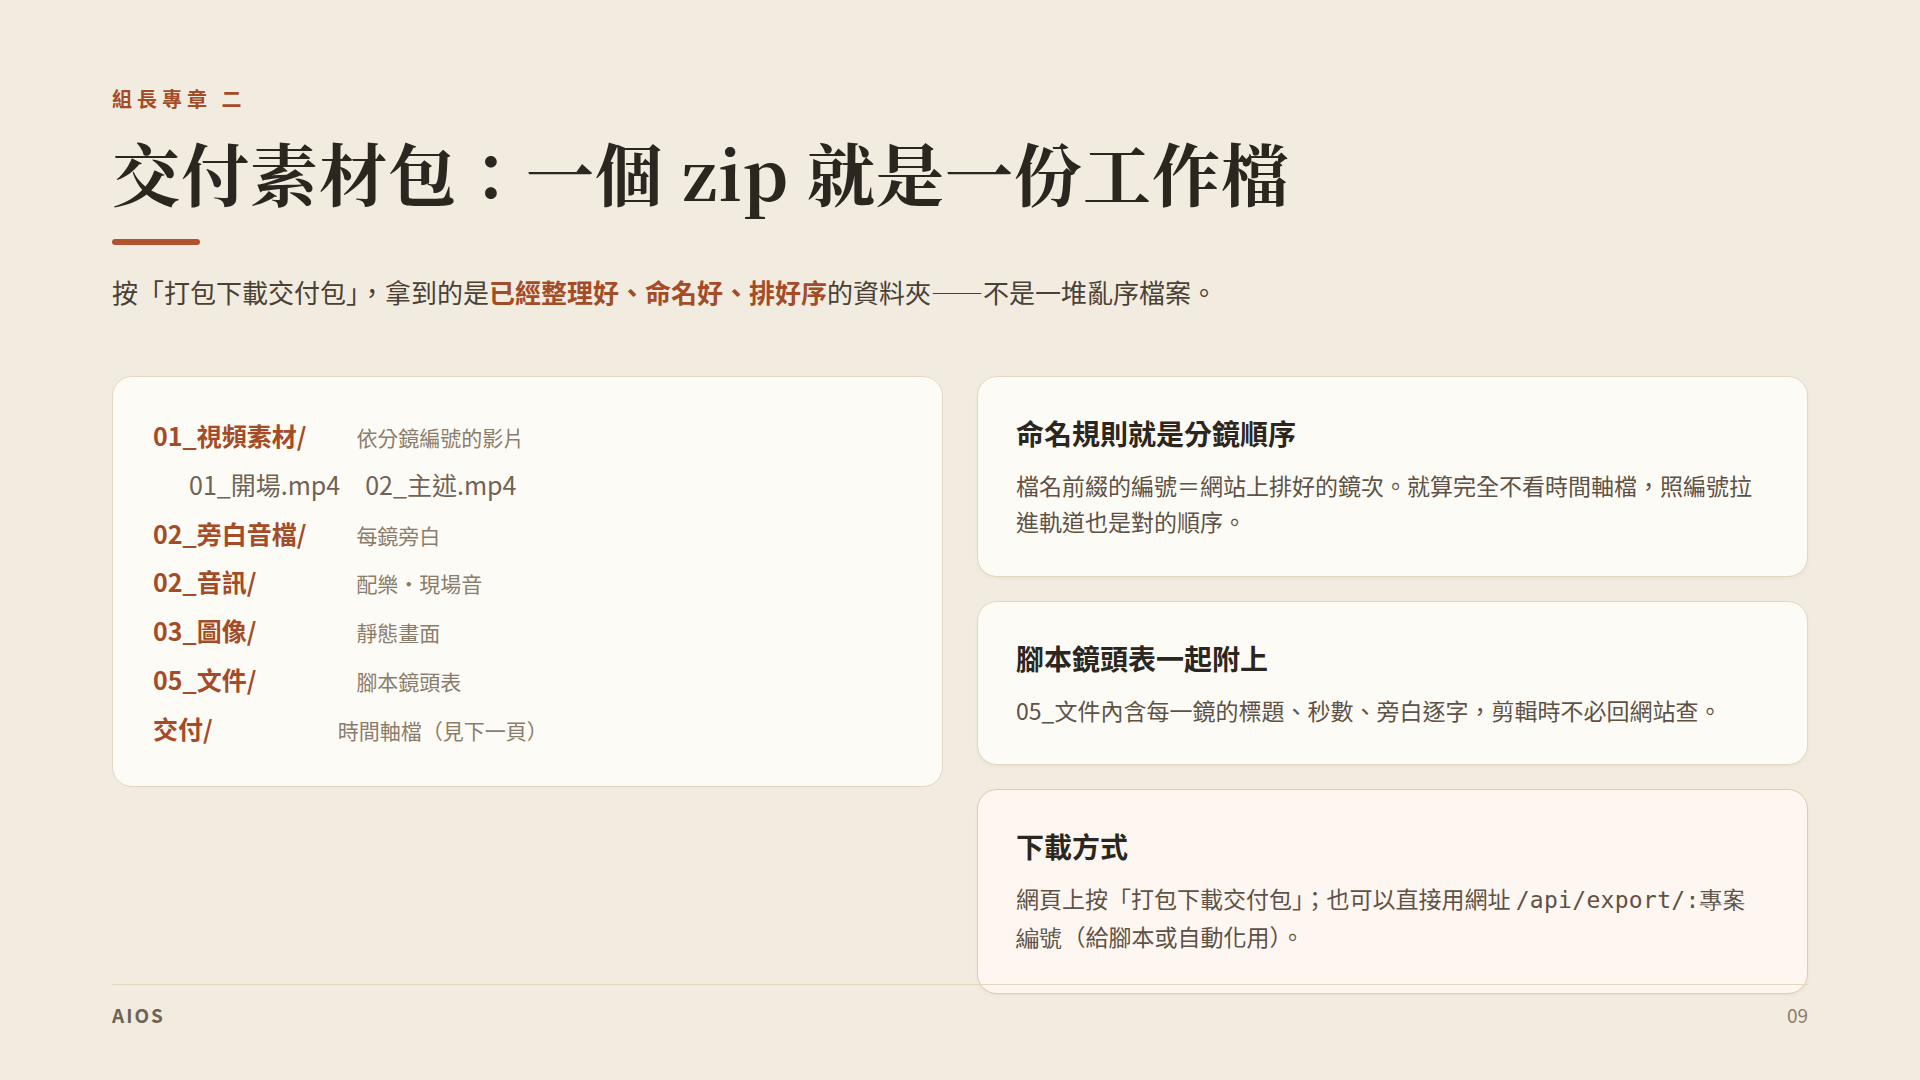 組長專章 二
交付素材包：一個 zip 就是一份工作檔
按「打包下載交付包」，拿到的是已經整理好、命名好、排好序的資料夾——不是一堆亂序檔案。
01_視頻素材/ 依分鏡編號的影片
01_開場.mp4 02_主述.mp4
02_旁白音檔/ 每鏡旁白
02_音訊/ 配樂・現場音
03_圖像/ 靜態畫面
05_文件/ 腳本鏡頭表
交付/ 時間軸檔（見下一頁）
命名規則就是分鏡順序
檔名前綴的編號＝網站上排好的鏡次。就算完全不看時間軸檔，照編號拉
進軌道也是對的順序。
腳本鏡頭表一起附上
05_文件內含每一鏡的標題、秒數、旁白逐字，剪輯時不必回網站查。
下載方式
網頁上按「打包下載交付包」；也可以直接用網址 /api/export/:專案
編號（給腳本或自動化用）。
AIOS
09